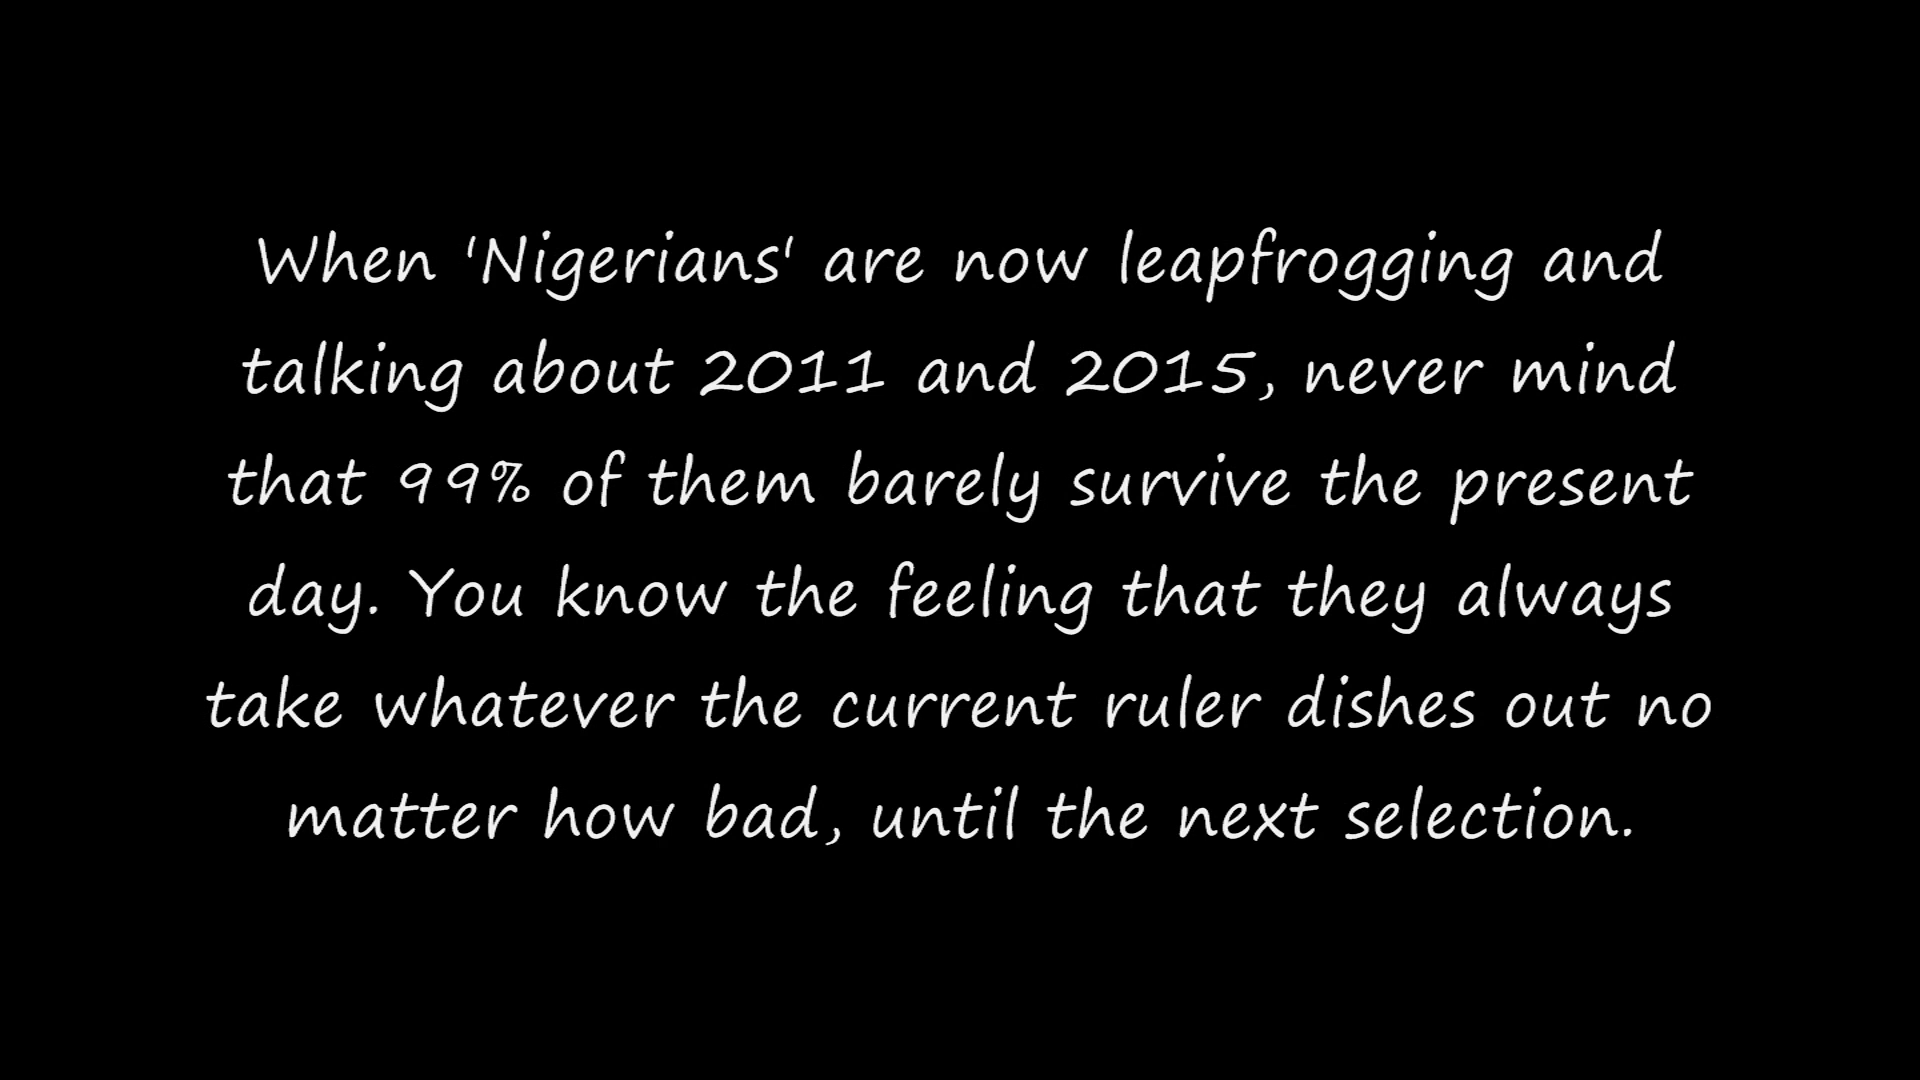 When 'Nigerians' are now leapfrogging and
talking about 2011 and 2015, never mind
that 99% of them barely survive the present
day. You know the feeling that they always
take whatever the current ruler dishes out no
matter how bad, until the next selection.